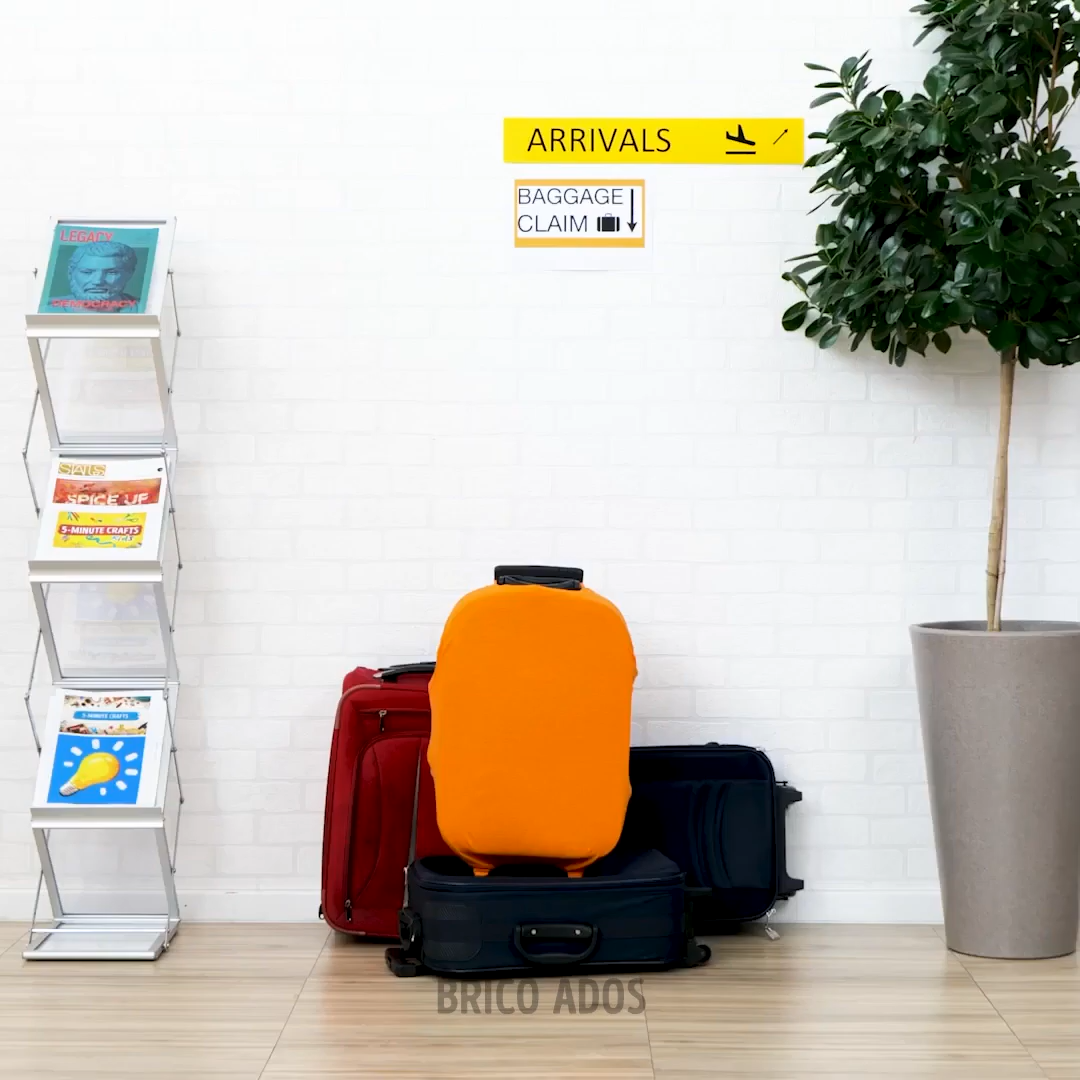 ARRIVALS
BAGGAGE
CLAIM
LEGACY
DEMOCRACY
SPICE UP
5-MINUTE CRAFTS
5-MINUTE CRAFTS
BRICO ADOS